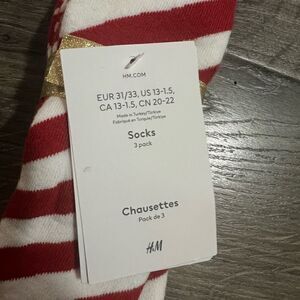 HM.COM
EUR 31/33, US 13-1.5,
CA 13-1.5, CN 20-22
Made in Turkey/Türkiye
Fabriqué en Turquie/Türkiye
Socks
3 pack
Chaussettes
Pack de 3
H&M